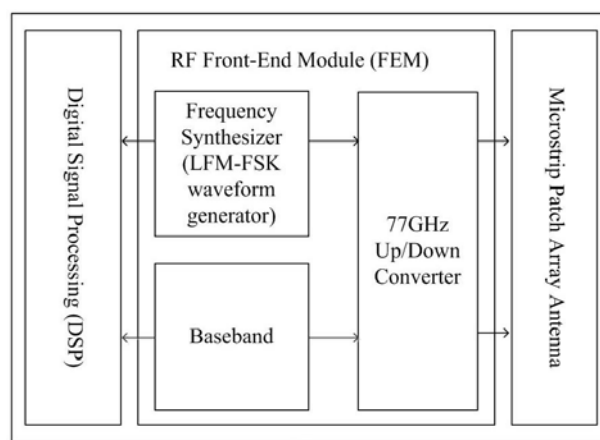 Digital Signal Processing (DSP)
RF Front-End Module (FEM)
Frequency
Synthesizer
(LFM-FSK
waveform
generator)
Baseband
77GHz
Up/Down
Converter
Microstrip Patch Array Antenna